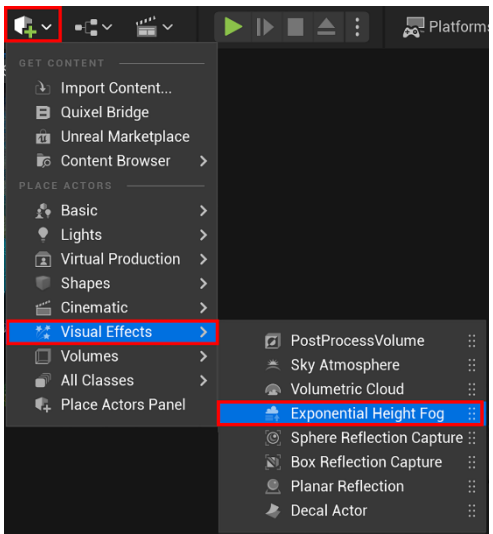 Platforms
GET CONTENT
Import Content...
Quixel Bridge
Unreal Marketplace
Content Browser
PLACE ACTORS
Basic
Lights
Virtual Production
Shapes
Cinematic
Visual Effects
Volumes
All Classes
Place Actors Panel
PostProcessVolume
Sky Atmosphere
Volumetric Cloud
Exponential Height Fog
Sphere Reflection Capture
Box Reflection Capture
Planar Reflection
Decal Actor